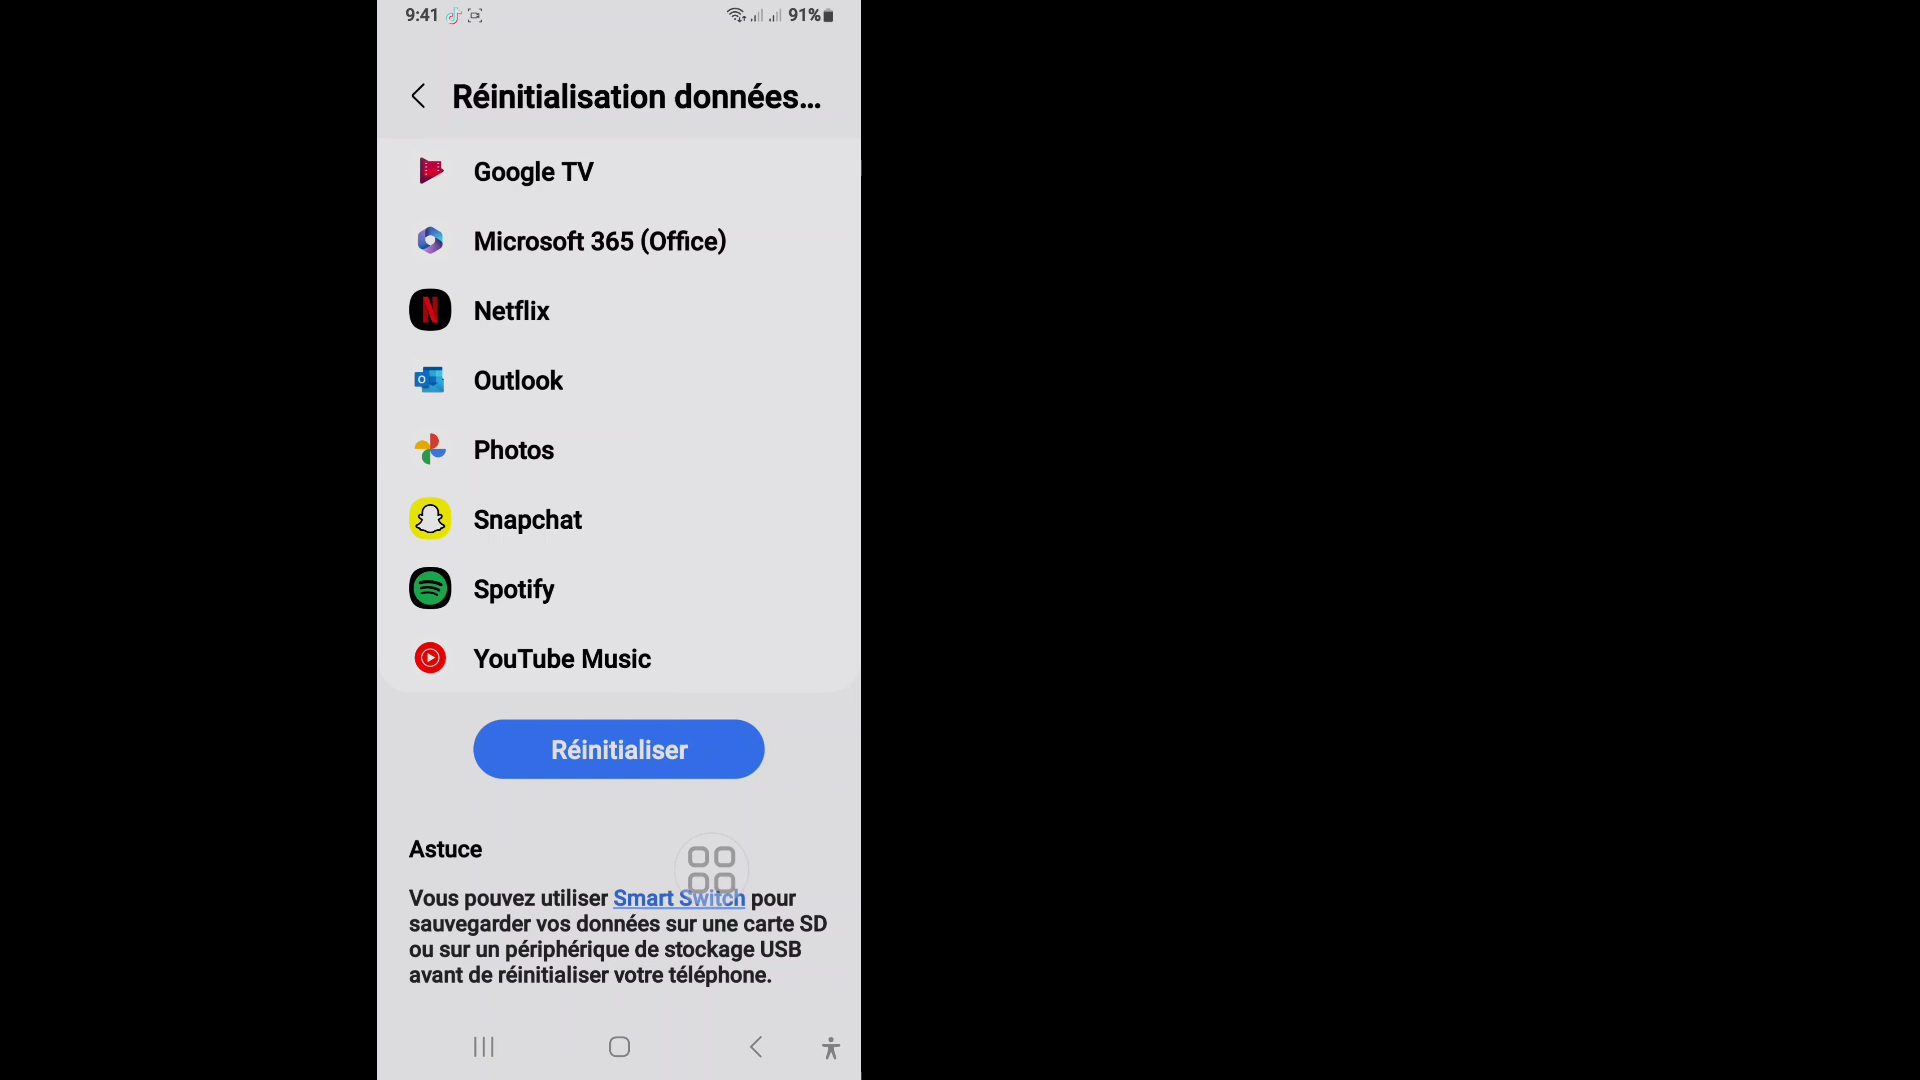 9:41 91%
Réinitialisation données...
Google TV
Microsoft 365 (Office)
Netflix
Outlook
Photos
Snapchat
Spotify
YouTube Music
Réinitialiser
Astuce
Vous pouvez utiliser Smart Switch pour
sauvegarder vos données sur une carte SD
ou sur un périphérique de stockage USB
avant de réinitialiser votre téléphone.